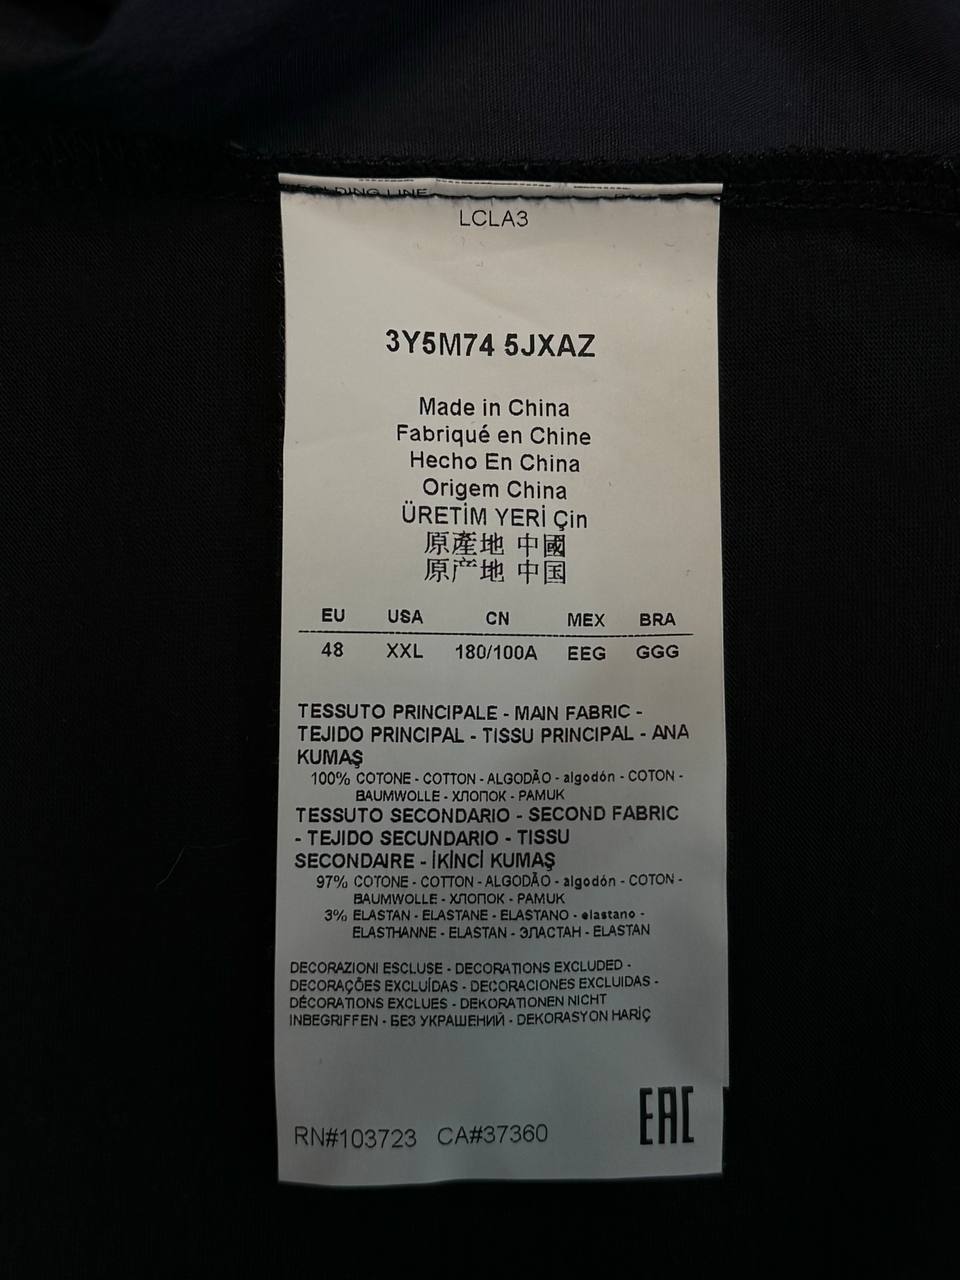 FOLDING LINE
LCLA3
3Y5M74 5JXAZ
Made in China
Fabriqué en Chine
Hecho En China
Origem China
ÜRETİM YERİ Çin
原產地 中國
原产地 中国
EU USA CN MEX BRA
48 XXL 180/100A EEG GGG
TESSUTO PRINCIPALE - MAIN FABRIC -
TEJIDO PRINCIPAL - TISSU PRINCIPAL - ANA
KUMAŞ
100% COTONE - COTTON - ALGODÃO - algodón - COTON -
BAUMWOLLE - ХЛОПОК - PAMUK
TESSUTO SECONDARIO - SECOND FABRIC
- TEJIDO SECUNDARIO - TISSU
SECONDAIRE - İKİNCİ KUMAŞ
97% COTONE - COTTON - ALGODÃO - algodón - COTON -
BAUMWOLLE - ХЛОПОК - PAMUK
3% ELASTAN - ELASTANE - ELASTANO - elastano -
ELASTHANNE - ELASTAN - ЭЛАСТАН - ELASTAN
DECORAZIONI ESCLUSE - DECORATIONS EXCLUDED -
DECORAÇÕES EXCLUÍDAS - DECORACIONES EXCLUIDAS -
DÉCORATIONS EXCLUES - DEKORATIONEN NICHT
INBEGRIFFEN - БЕЗ УКРАШЕНИЙ - DEKORASYON HARİÇ
EAC
RN#103723 CA#37360